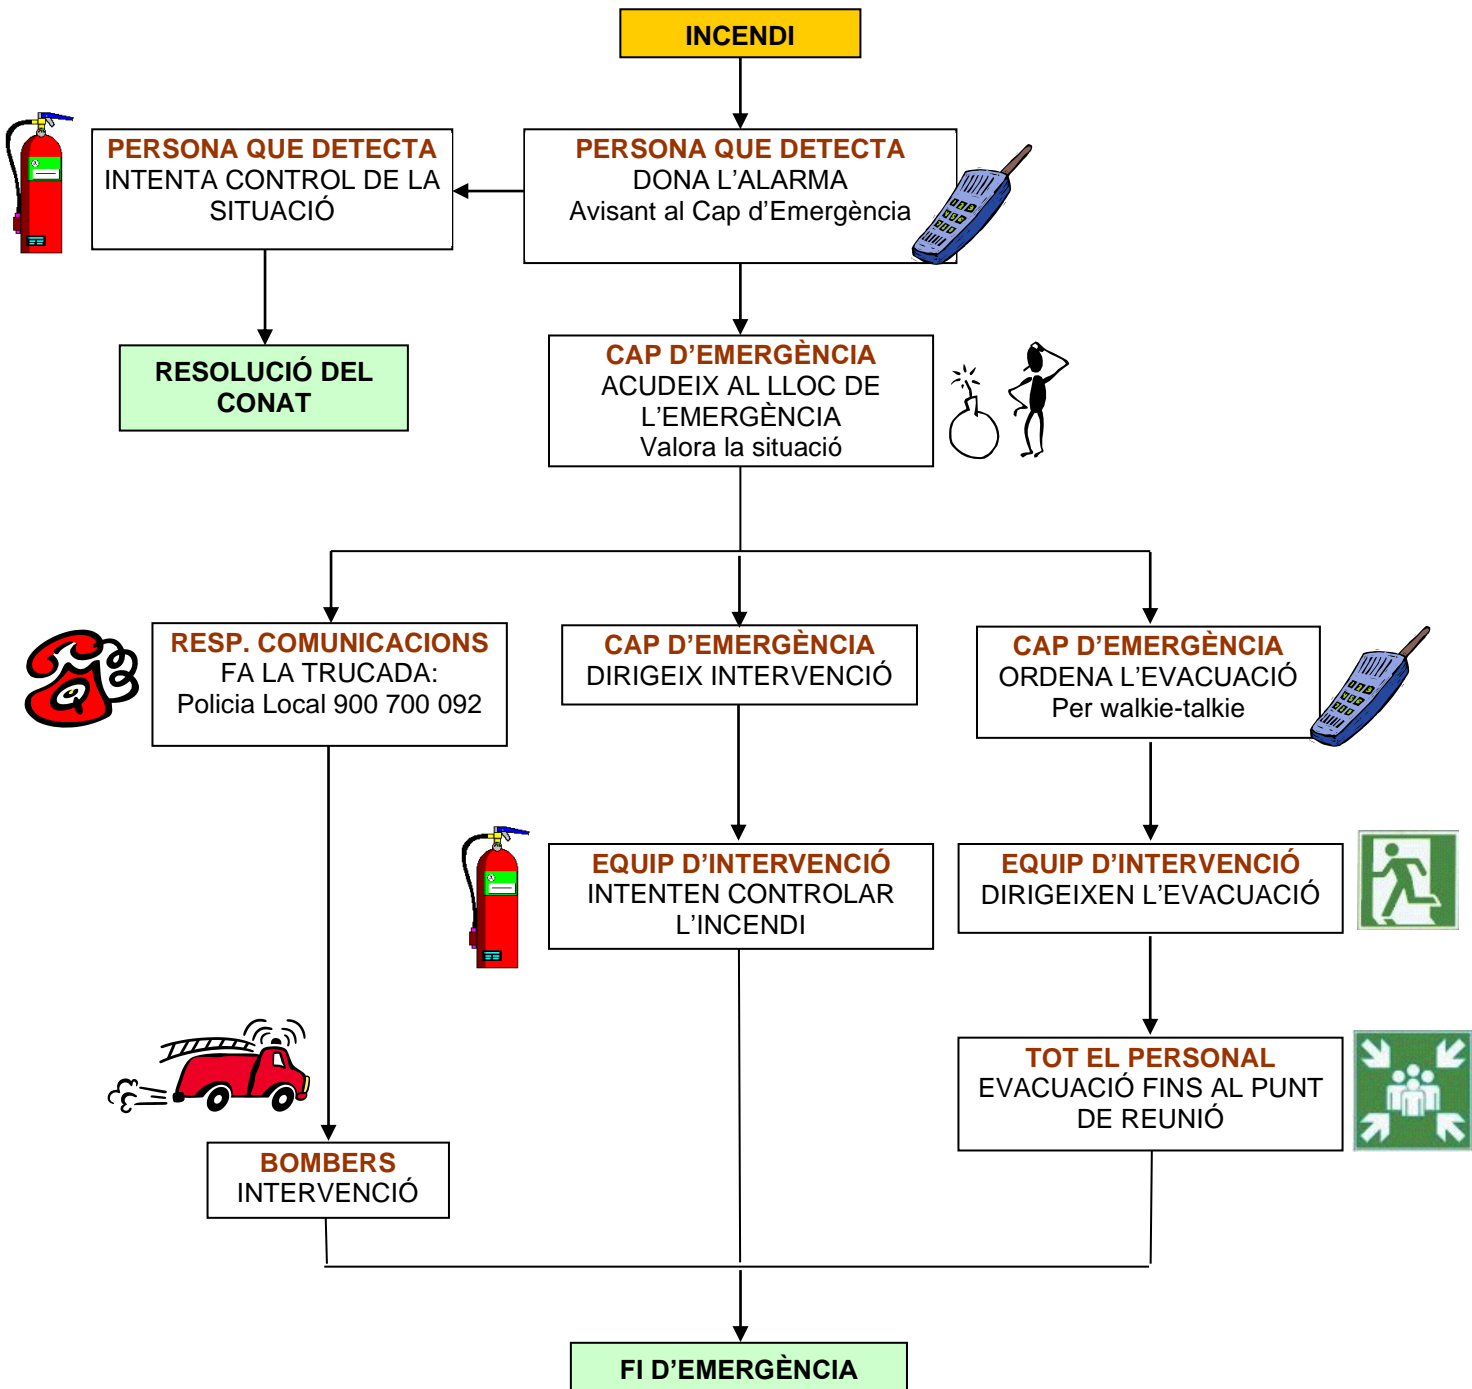 INCENDI
PERSONA QUE DETECTA
INTENTA CONTROL DE LA
SITUACIÓ
PERSONA QUE DETECTA
DONA L'ALARMA
Avisant al Cap d'Emergència
RESOLUCIÓ DEL
CONAT
CAP D'EMERGÈNCIA
ACUDEIX AL LLOC DE
L'EMERGÈNCIA
Valora la situació
RESP. COMUNICACIONS
FA LA TRUCADA:
Policia Local 900 700 092
CAP D'EMERGÈNCIA
DIRIGEIX INTERVENCIÓ
CAP D'EMERGÈNCIA
ORDENA L'EVACUACIÓ
Per walkie-talkie
EQUIP D'INTERVENCIÓ
INTENTEN CONTROLAR
L'INCENDI
EQUIP D'INTERVENCIÓ
DIRIGEIXEN L'EVACUACIÓ
TOT EL PERSONAL
EVACUACIÓ FINS AL PUNT
DE REUNIÓ
BOMBERS
INTERVENCIÓ
FI D'EMERGÈNCIA